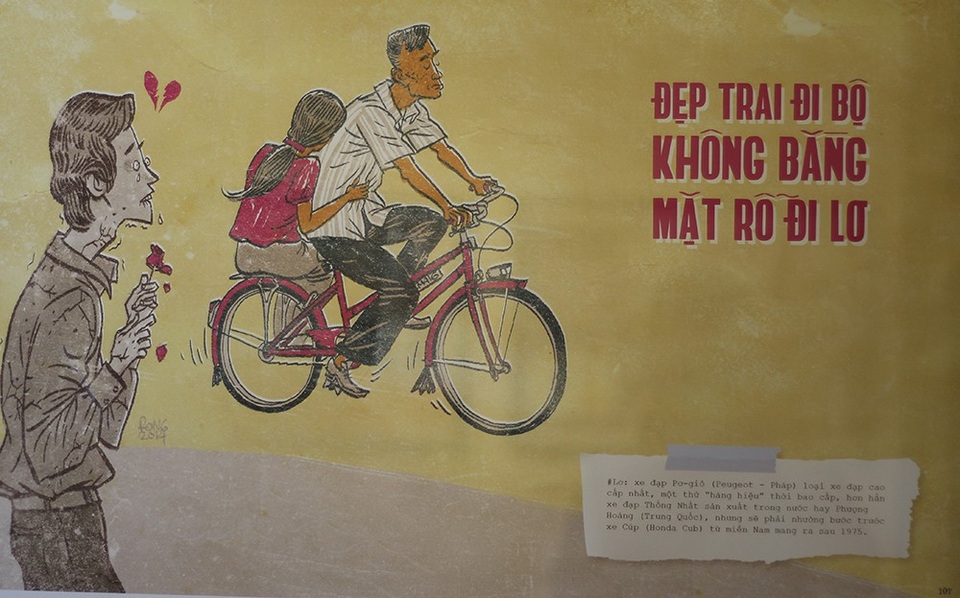 ĐẸP TRAI ĐI BỘ
KHÔNG BẰNG
MẶT RỖ ĐI LƠ
PONG
2014
#Lơ: xe đạp Pơ-giô (Peugeot - Pháp) loại xe đạp cao
cấp nhất, một thứ "hàng hiệu" thời bao cấp, hơn hẳn
xe đạp Thống Nhất sản xuất trong nước hay Phượng
Hoàng (Trung Quốc), nhưng sẽ phải nhường bước trước
xe Cúp (Honda Cub) từ miền Nam mang ra sau 1975.
109